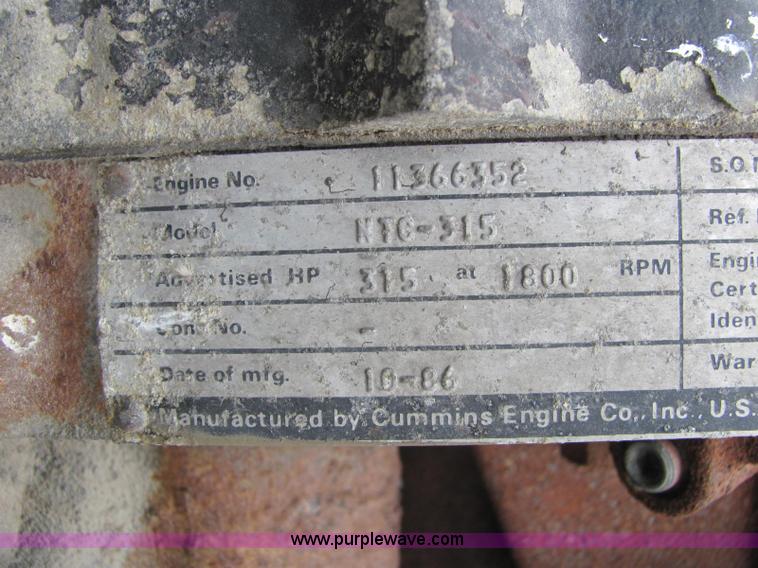 Engine No. 11366352 S.O.
Model NTC-315 Ref.
Advertised HP 315 at 1800 RPM Engi
Cert
Conf. No. - Iden
Date of mfg. 10-86 War
Manufactured by Cummins Engine Co., Inc., U.S.
www.purplewave.com